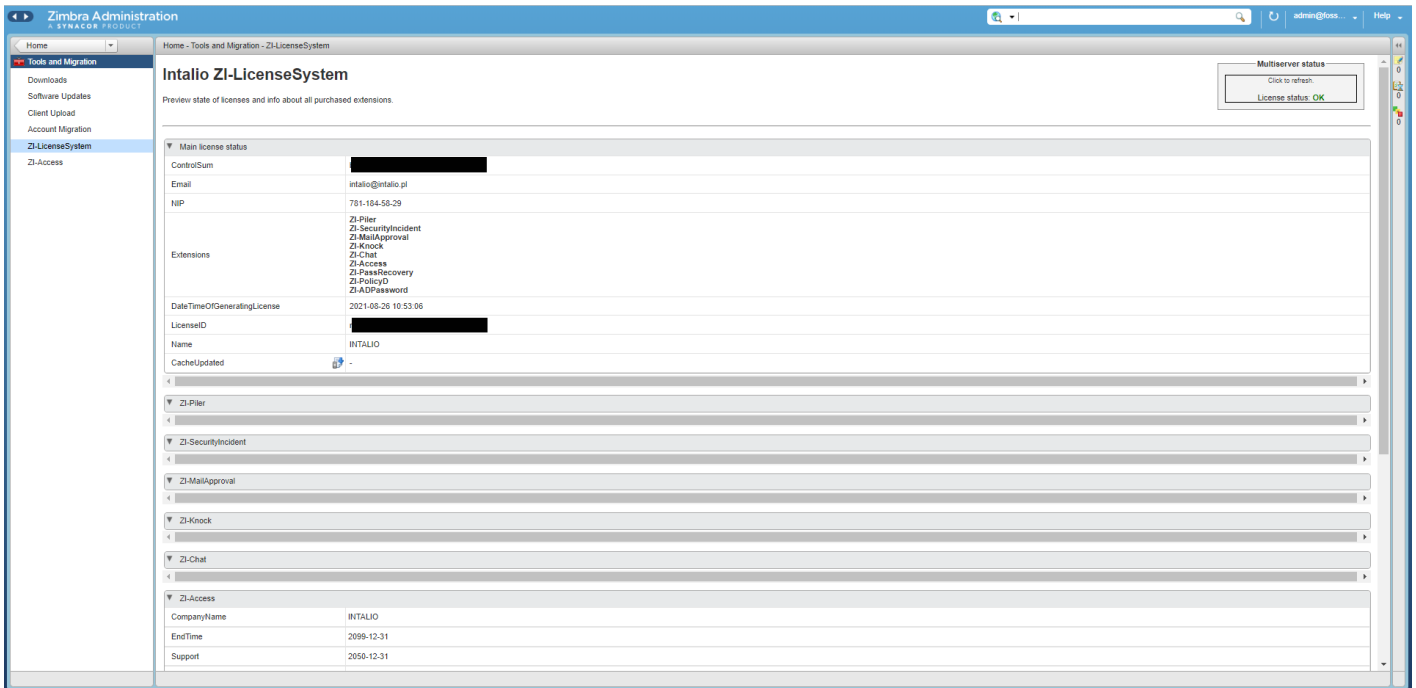 Zimbra Administration
A SYNACOR PRODUCT
admin@foss...
Help
Home
Home - Tools and Migration - ZI-LicenseSystem
Tools and Migration
Downloads
Software Updates
Client Upload
Account Migration
ZI-LicenseSystem
ZI-Access
Intalio ZI-LicenseSystem
Preview state of licenses and info about all purchased extensions.
Multiserver status
Click to refresh.
License status: OK
0
0
0
Main license status
ControlSum
Email intalio@intalio.pl
NIP 781-184-58-29
Extensions
ZI-Piler
ZI-SecurityIncident
ZI-MailApproval
ZI-Knock
ZI-Chat
ZI-Access
ZI-PassRecovery
ZI-PolicyD
ZI-ADPassword
DateTimeOfGeneratingLicense 2021-08-26 10:53:06
LicenseID
Name INTALIO
CacheUpdated -
ZI-Piler
ZI-SecurityIncident
ZI-MailApproval
ZI-Knock
ZI-Chat
ZI-Access
CompanyName INTALIO
EndTime 2099-12-31
Support 2050-12-31